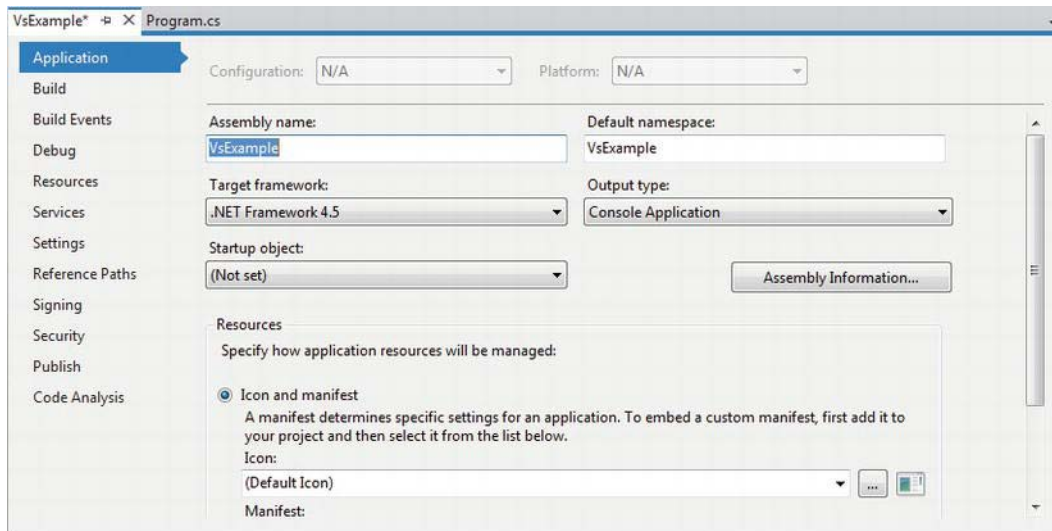 VsExample* Program.cs
Application
Configuration: N/A Platform: N/A
Build
Build Events
Assembly name: Default namespace:
Debug
VsExample VsExample
Resources
Target framework: Output type:
Services
.NET Framework 4.5 Console Application
Settings
Startup object:
Reference Paths
(Not set) Assembly Information...
Signing
Resources
Security
Specify how application resources will be managed:
Publish
Code Analysis
Icon and manifest
A manifest determines specific settings for an application. To embed a custom manifest, first add it to
your project and then select it from the list below.
Icon:
(Default Icon) ...
Manifest: